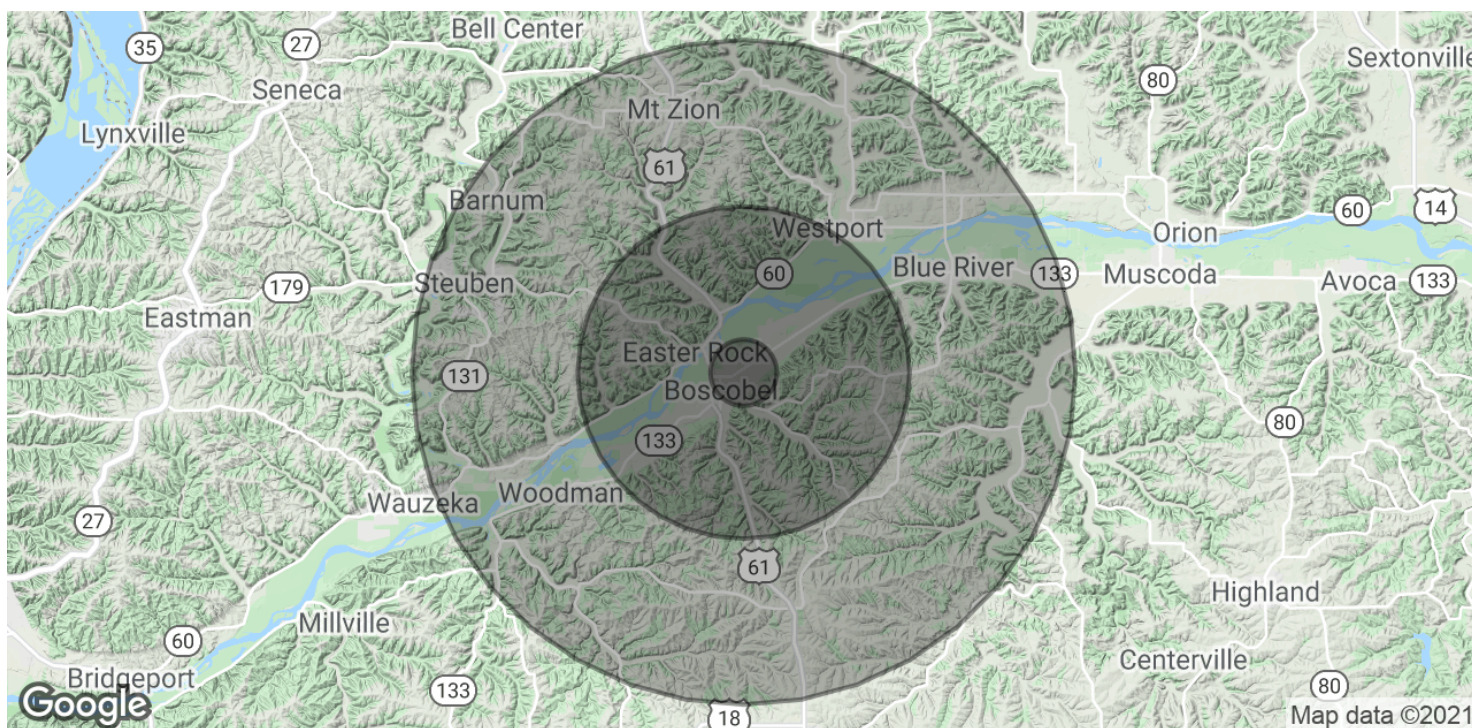 35
27
Bell Center
Sextonville
80
Seneca
Lynxville
Mt Zion
61
Barnum
Westport
60
14
Orion
Steuben
179
60
Blue River
133
Muscoda
Avoca
133
Eastman
Easter Rock
131
Boscobel
80
133
Wauzeka
Woodman
27
61
Highland
60
Millville
Centerville
Bridgeport
133
80
Google
18
Map data ©2021